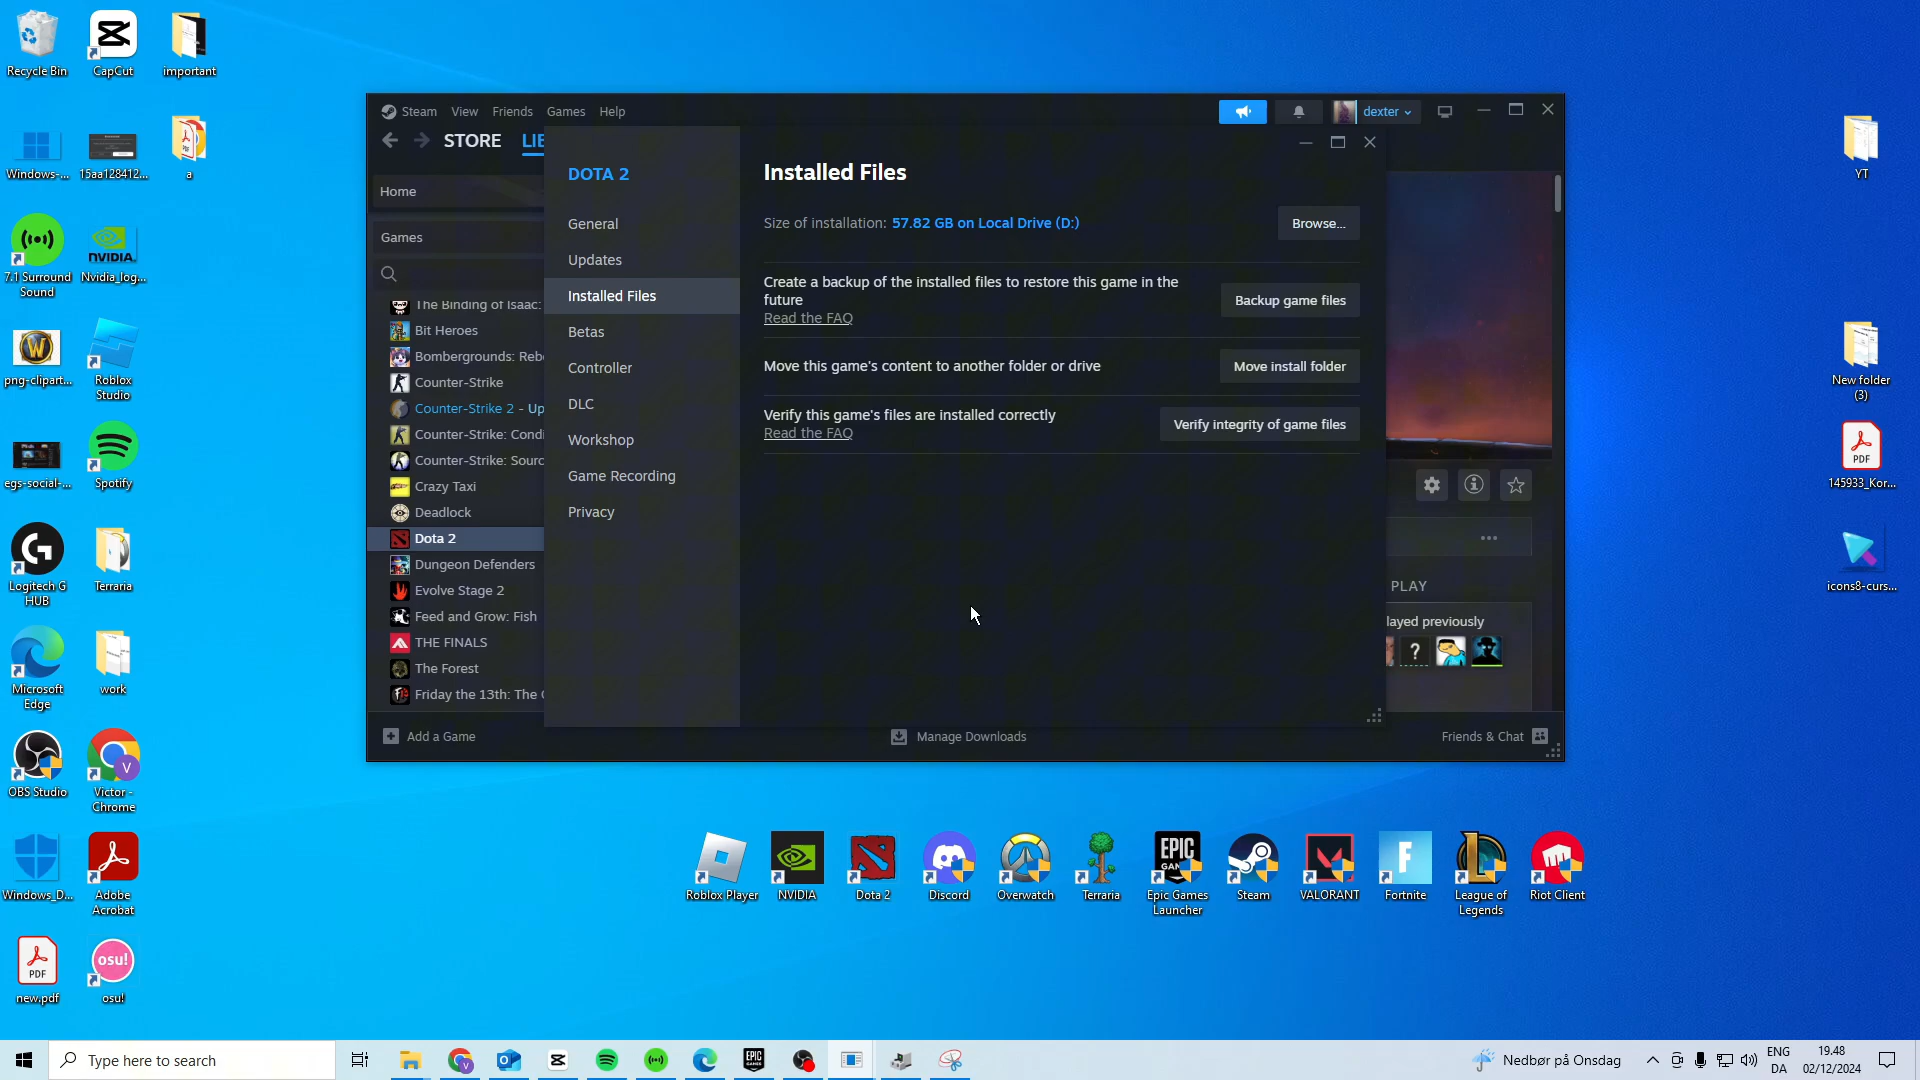 Recycle Bin
CapCut
important
Windows-...
15aa128412...
a
7.1 Surround
Sound
Nvidia_log...
png-clipart...
Roblox
Studio
egs-social-...
Spotify
Logitech G
HUB
Terraria
Microsoft
Edge
work
OBS Studio
Victor -
Chrome
Windows_D...
Adobe
Acrobat
PDF
new.pdf
osu!
osu!
Steam
View
Friends
Games
Help
dexter
STORE
LIE
Home
Games
The Binding of Isaac:
Bit Heroes
Bombergrounds: Rebo
Counter-Strike
Counter-Strike 2 - Up
Counter-Strike: Condi
Counter-Strike: Sourc
Crazy Taxi
Deadlock
Dota 2
Dungeon Defenders
Evolve Stage 2
Feed and Grow: Fish
THE FINALS
The Forest
Friday the 13th: The
Add a Game
Manage Downloads
Friends & Chat
DOTA 2
General
Updates
Installed Files
Betas
Controller
DLC
Workshop
Game Recording
Privacy
Installed Files
Size of installation: 57.82 GB on Local Drive (D:)
Browse...
Create a backup of the installed files to restore this game in the
future
Read the FAQ
Backup game files
Move this game's content to another folder or drive
Move install folder
Verify this game's files are installed correctly
Read the FAQ
Verify integrity of game files
PLAY
layed previously
?
YT
New folder
(3)
PDF
145933_Kor...
icons8-curs...
Roblox Player
NVIDIA
Dota 2
Discord
Overwatch
Terraria
EPIC
GAMES
Epic Games
Launcher
Steam
VALORANT
Fortnite
League of
Legends
Riot Client
Type here to search
Nedbør på Onsdag
ENG
DA
19.48
02/12/2024